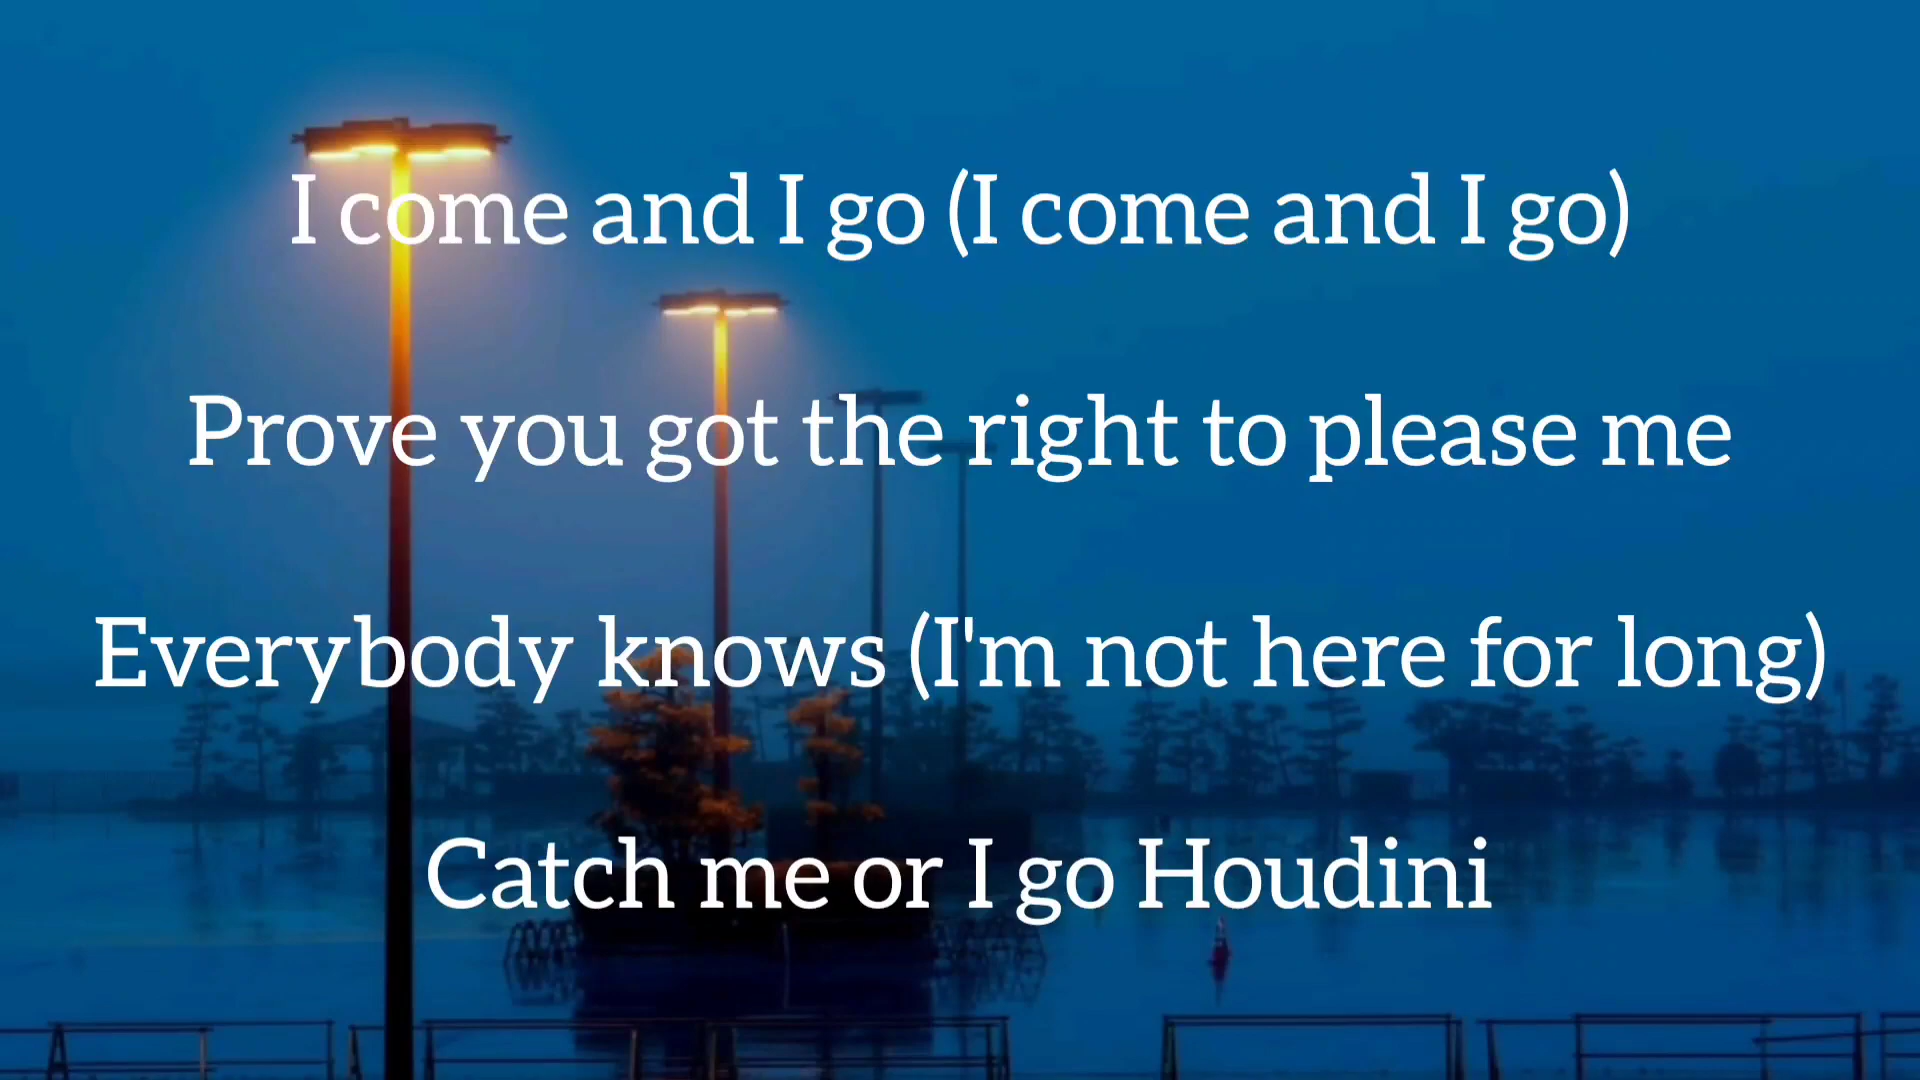 I come and I go (I come and I go)
Prove you got the right to please me
Everybody knows (I'm not here for long)
Catch me or I go Houdini